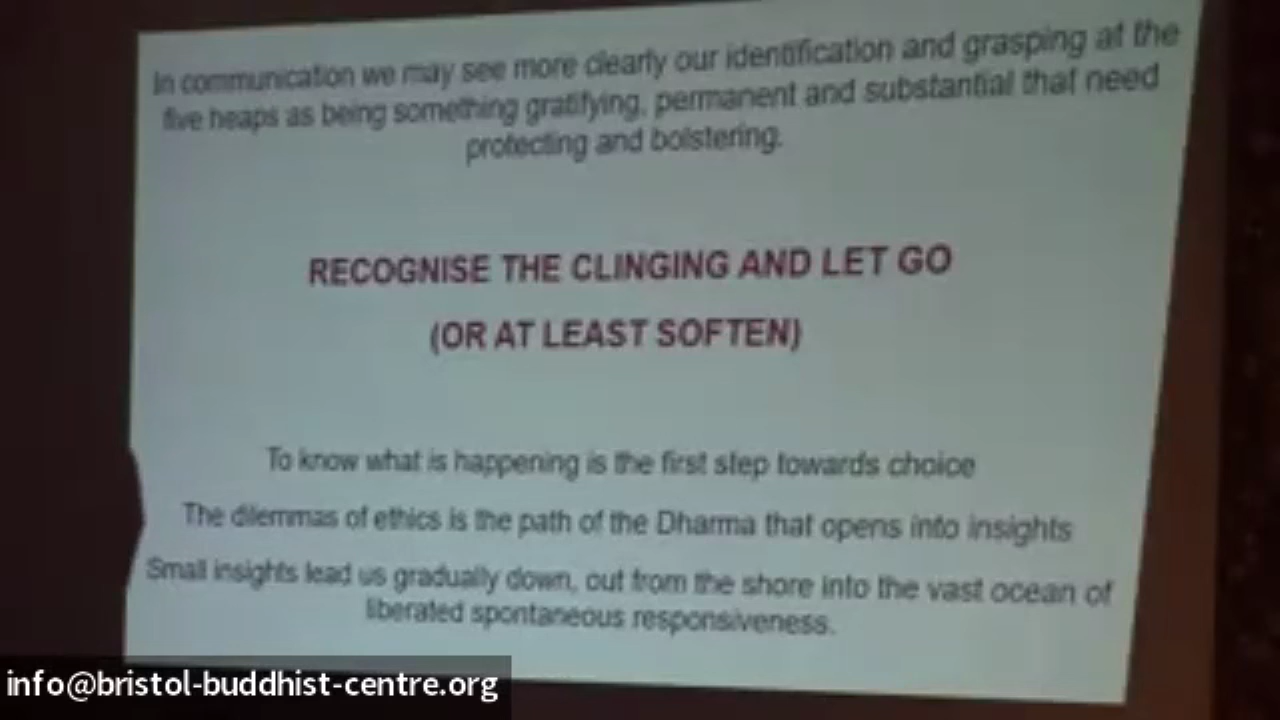 In communication we may see more clearly our identification and grasping at the
five heaps as being something gratifying, permanent and substantial that need
protecting and bolstering.
RECOGNISE THE CLINGING AND LET GO
(OR AT LEAST SOFTEN)
To know what is happening is the first step towards choice
The dilemmas of ethics is the path of the Dharma that opens into insights
Small insights lead us gradually down, out from the shore into the vast ocean of
liberated spontaneous responsiveness.
info@bristol-buddhist-centre.org